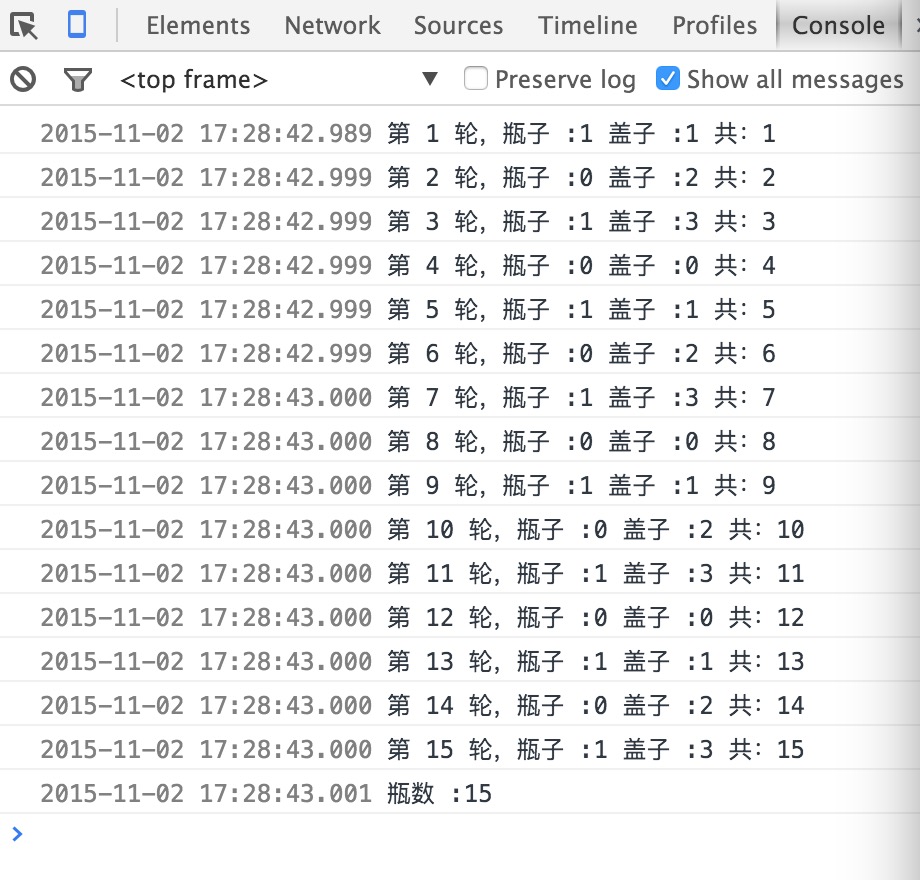 Elements Network Sources Timeline Profiles Console
<top frame> ▼ Preserve log Show all messages
2015-11-02 17:28:42.989 第 1 轮，瓶子 :1 盖子 :1 共：1
2015-11-02 17:28:42.999 第 2 轮，瓶子 :0 盖子 :2 共：2
2015-11-02 17:28:42.999 第 3 轮，瓶子 :1 盖子 :3 共：3
2015-11-02 17:28:42.999 第 4 轮，瓶子 :0 盖子 :0 共：4
2015-11-02 17:28:42.999 第 5 轮，瓶子 :1 盖子 :1 共：5
2015-11-02 17:28:42.999 第 6 轮，瓶子 :0 盖子 :2 共：6
2015-11-02 17:28:43.000 第 7 轮，瓶子 :1 盖子 :3 共：7
2015-11-02 17:28:43.000 第 8 轮，瓶子 :0 盖子 :0 共：8
2015-11-02 17:28:43.000 第 9 轮，瓶子 :1 盖子 :1 共：9
2015-11-02 17:28:43.000 第 10 轮，瓶子 :0 盖子 :2 共：10
2015-11-02 17:28:43.000 第 11 轮，瓶子 :1 盖子 :3 共：11
2015-11-02 17:28:43.000 第 12 轮，瓶子 :0 盖子 :0 共：12
2015-11-02 17:28:43.000 第 13 轮，瓶子 :1 盖子 :1 共：13
2015-11-02 17:28:43.000 第 14 轮，瓶子 :0 盖子 :2 共：14
2015-11-02 17:28:43.000 第 15 轮，瓶子 :1 盖子 :3 共：15
2015-11-02 17:28:43.001 瓶数 :15